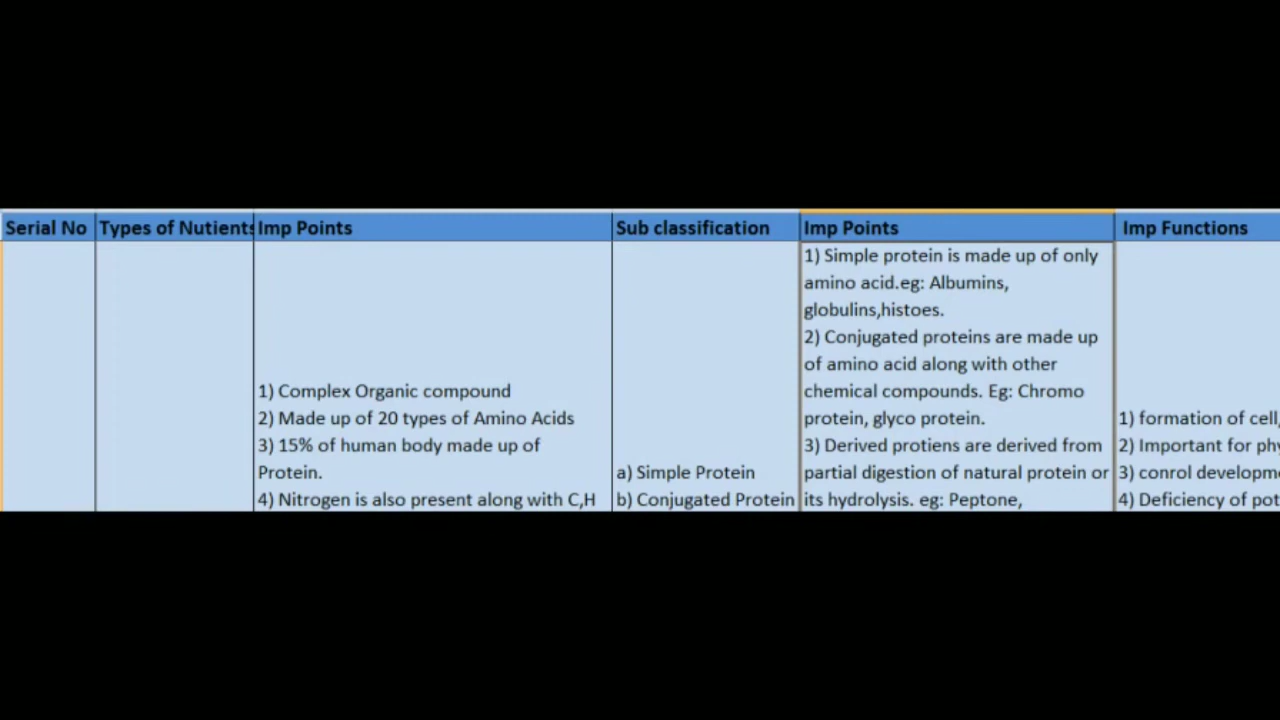 Serial No
Types of Nutients
Imp Points
Sub classification
Imp Points
Imp Functions
1) Complex Organic compound
2) Made up of 20 types of Amino Acids
3) 15% of human body made up of
Protein.
4) Nitrogen is also present along with C,H
a) Simple Protein
b) Conjugated Protein
1) Simple protein is made up of only
amino acid.eg: Albumins,
globulins,histoes.
2) Conjugated proteins are made up
of amino acid along with other
chemical compounds. Eg: Chromo
protein, glyco protein.
3) Derived protiens are derived from
partial digestion of natural protein or
its hydrolysis. eg: Peptone,
1) formation of cell,
2) Important for phy
3) conrol developme
4) Deficiency of pot